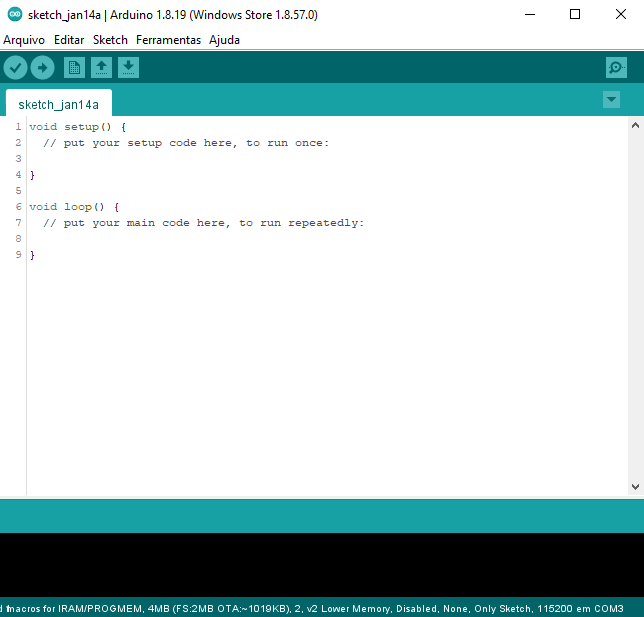 sketch_jan14a | Arduino 1.8.19 (Windows Store 1.8.57.0)
Arquivo Editar Sketch Ferramentas Ajuda
sketch_jan14a
1 void setup() {
2 // put your setup code here, to run once:
3
4 }
5
6 void loop() {
7 // put your main code here, to run repeatedly:
8
9 }
macros for IRAM/PROGMEM, 4MB (FS:2MB OTA:~1019KB), 2, v2 Lower Memory, Disabled, None, Only Sketch, 115200 em COM3